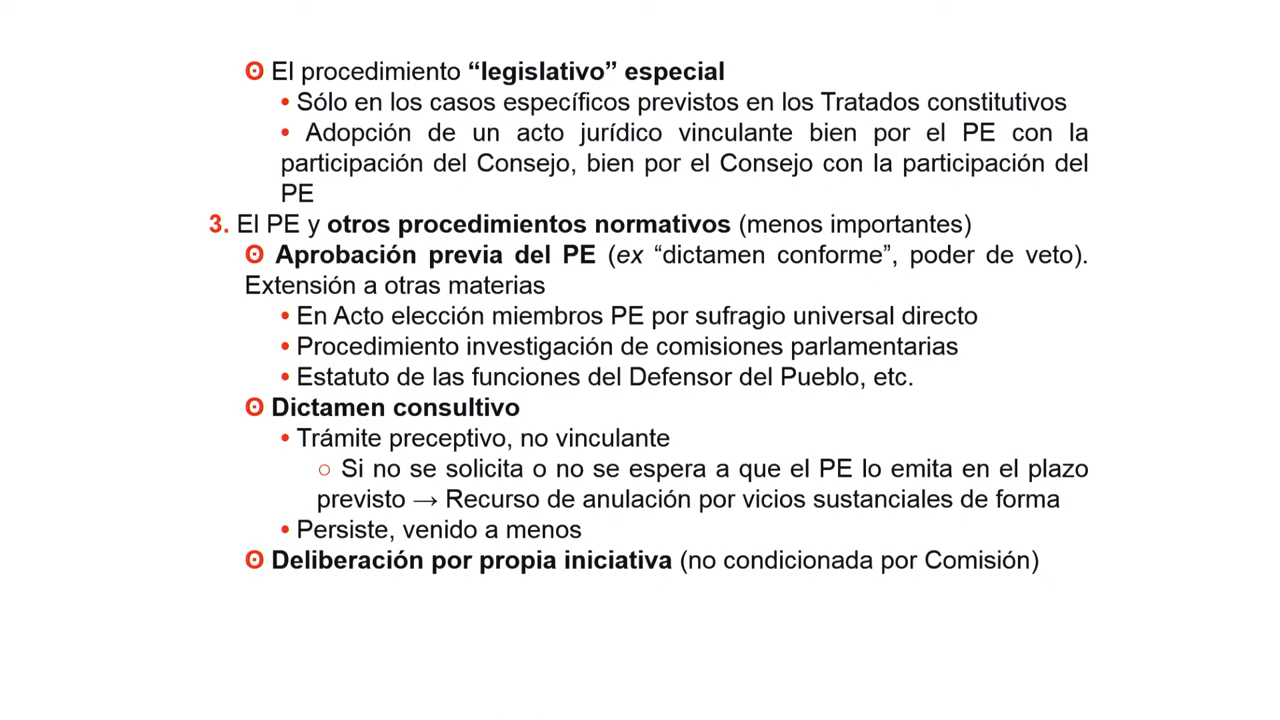 ʘ El procedimiento “legislativo” especial
• Sólo en los casos específicos previstos en los Tratados constitutivos
• Adopción de un acto jurídico vinculante bien por el PE con la
participación del Consejo, bien por el Consejo con la participación del
PE
3. El PE y otros procedimientos normativos (menos importantes)
ʘ Aprobación previa del PE (ex “dictamen conforme”, poder de veto).
Extensión a otras materias
• En Acto elección miembros PE por sufragio universal directo
• Procedimiento investigación de comisiones parlamentarias
• Estatuto de las funciones del Defensor del Pueblo, etc.
ʘ Dictamen consultivo
• Trámite preceptivo, no vinculante
○ Si no se solicita o no se espera a que el PE lo emita en el plazo
previsto → Recurso de anulación por vicios sustanciales de forma
• Persiste, venido a menos
ʘ Deliberación por propia iniciativa (no condicionada por Comisión)